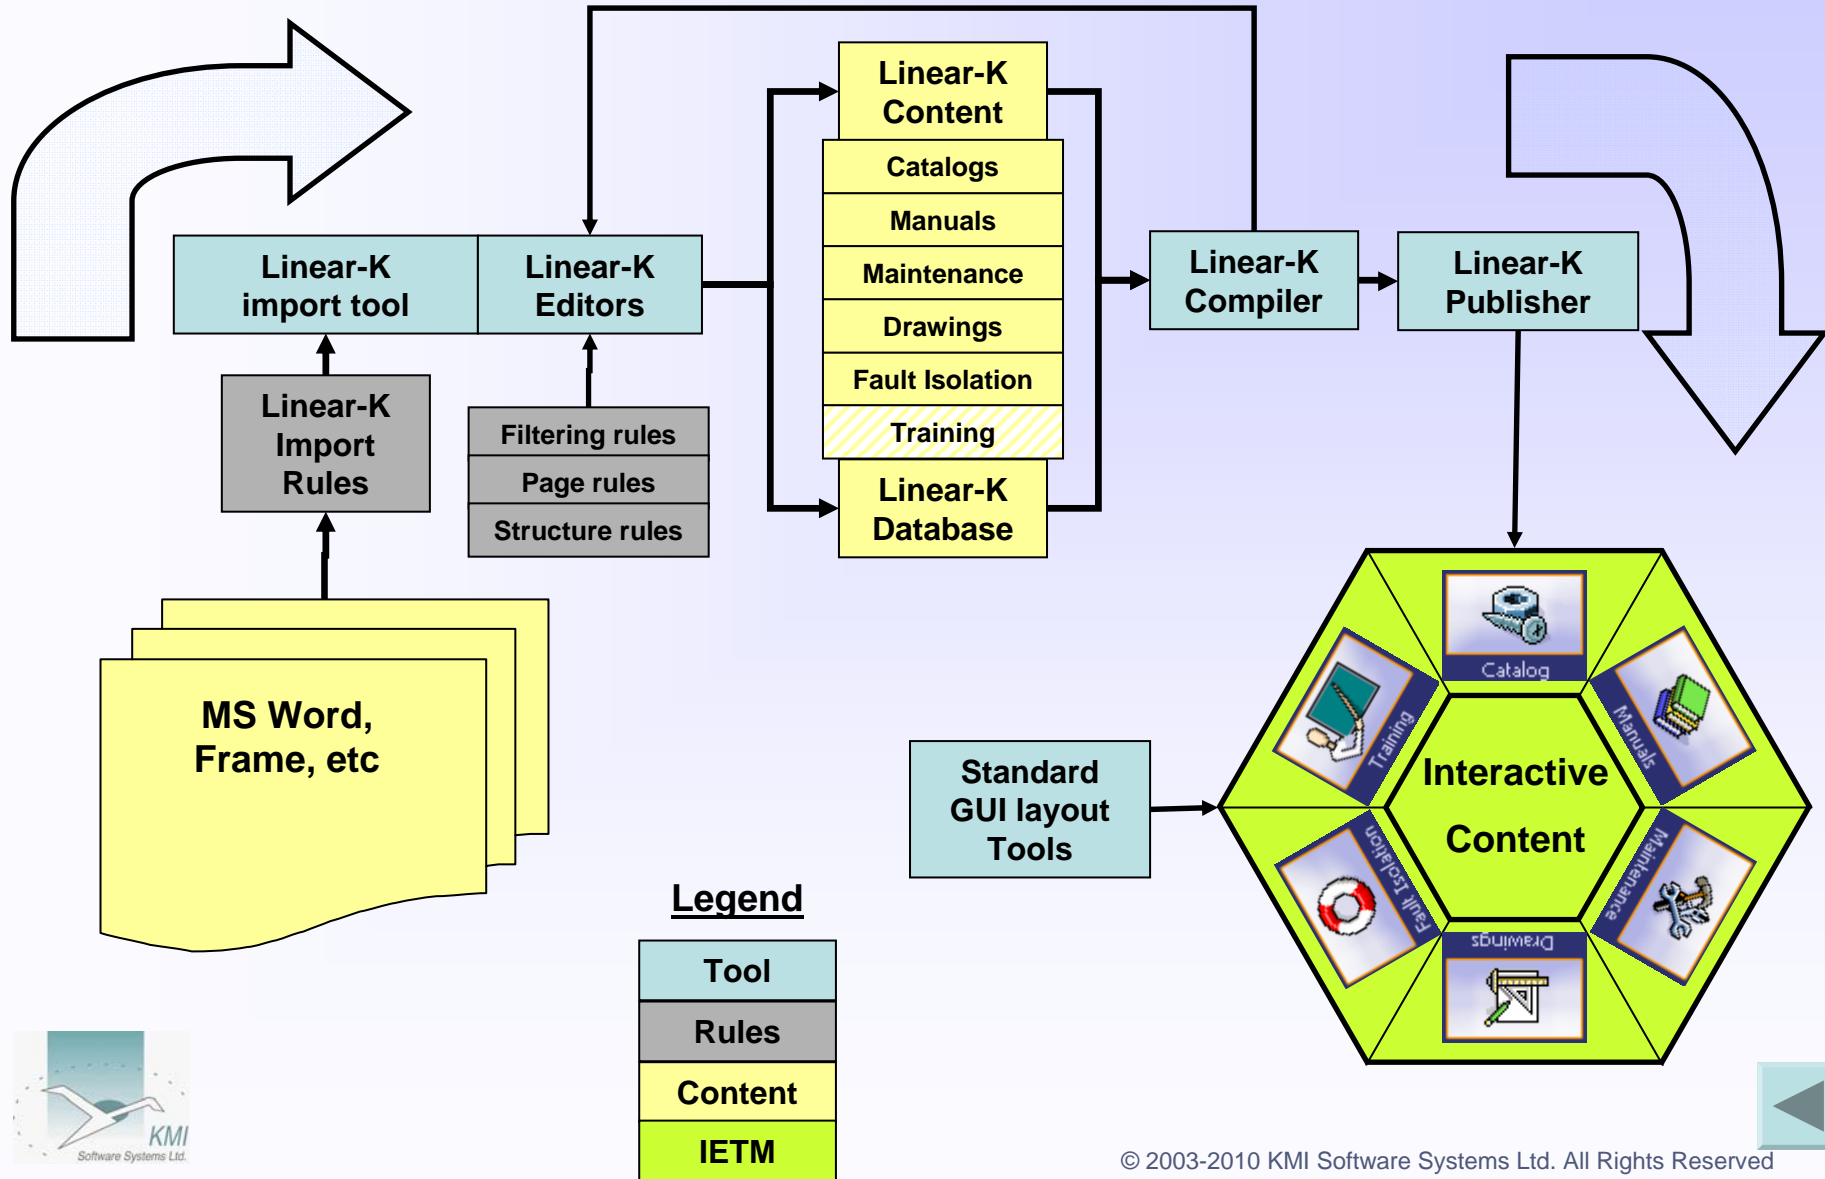 Linear-K
Content
Catalogs
Manuals
Maintenance
Drawings
Fault Isolation
Training
Linear-K
Database
Linear-K
import tool
Linear-K
Editors
Linear-K
Compiler
Linear-K
Publisher
Linear-K
Import
Rules
Filtering rules
Page rules
Structure rules
MS Word,
Frame, etc
Standard
GUI layout
Tools
Catalog
Manuals
Maintenance
Drawings
Fault Isolation
Training
Interactive
Content
Legend
Tool
Rules
Content
IETM
KMI
Software Systems Ltd.
© 2003-2010 KMI Software Systems Ltd. All Rights Reserved